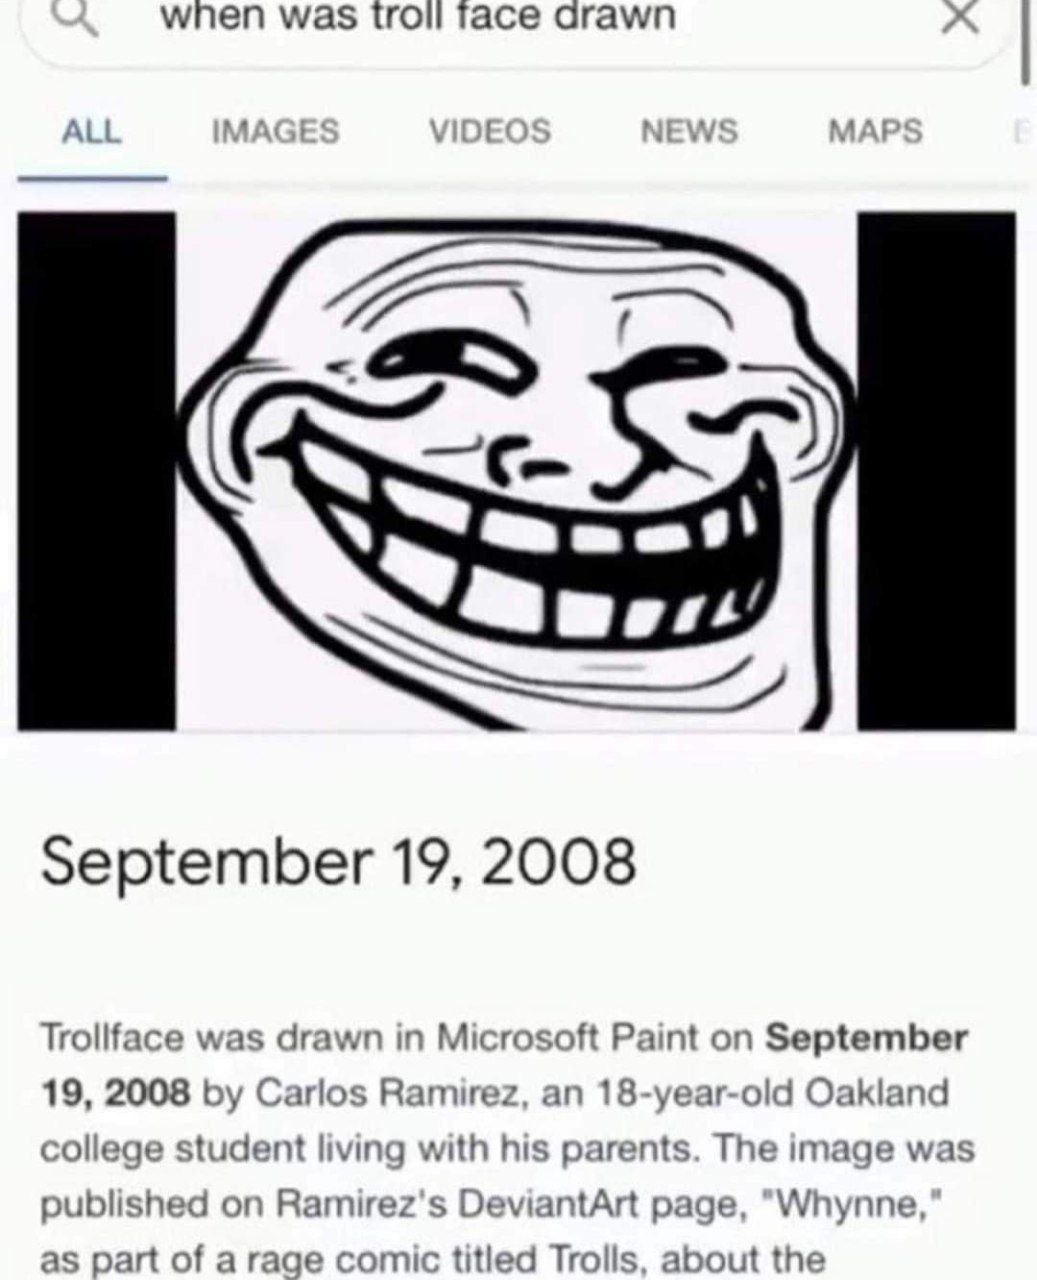 when was troll face drawn
ALL IMAGES VIDEOS NEWS MAPS
September 19, 2008
Trollface was drawn in Microsoft Paint on September
19, 2008 by Carlos Ramirez, an 18-year-old Oakland
college student living with his parents. The image was
published on Ramirez's DeviantArt page, "Whynne,"
as part of a rage comic titled Trolls, about the